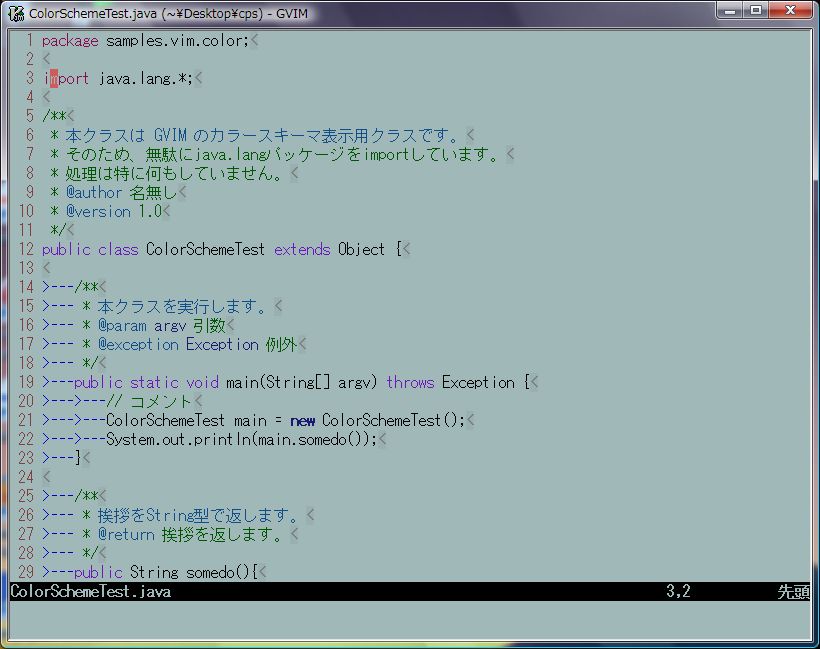 ColorSchemeTest.java (~¥Desktop¥cps) - GVIM
1 package samples.vim.color;<
2 <
3 import java.lang.*;<
4 <
5 /**<
6  * 本クラスは GVIM のカラースキーマ表示用クラスです。<
7  * そのため、無駄にjava.langパッケージをimportしています。<
8  * 処理は特に何もしていません。<
9  * @author 名無し<
10  * @version 1.0<
11  */<
12 public class ColorSchemeTest extends Object {<
13 <
14 >---/**<
15 >--- * 本クラスを実行します。<
16 >--- * @param argv 引数<
17 >--- * @exception Exception 例外<
18 >--- */<
19 >---public static void main(String[] argv) throws Exception {<
20 >--->---// コメント<
21 >--->---ColorSchemeTest main = new ColorSchemeTest();<
22 >--->---System.out.println(main.somedo());<
23 >---}<
24 <
25 >---/**<
26 >--- * 挨拶をString型で返します。<
27 >--- * @return 挨拶を返します。<
28 >--- */<
29 >---public String somedo(){<
ColorSchemeTest.java 3,2 先頭